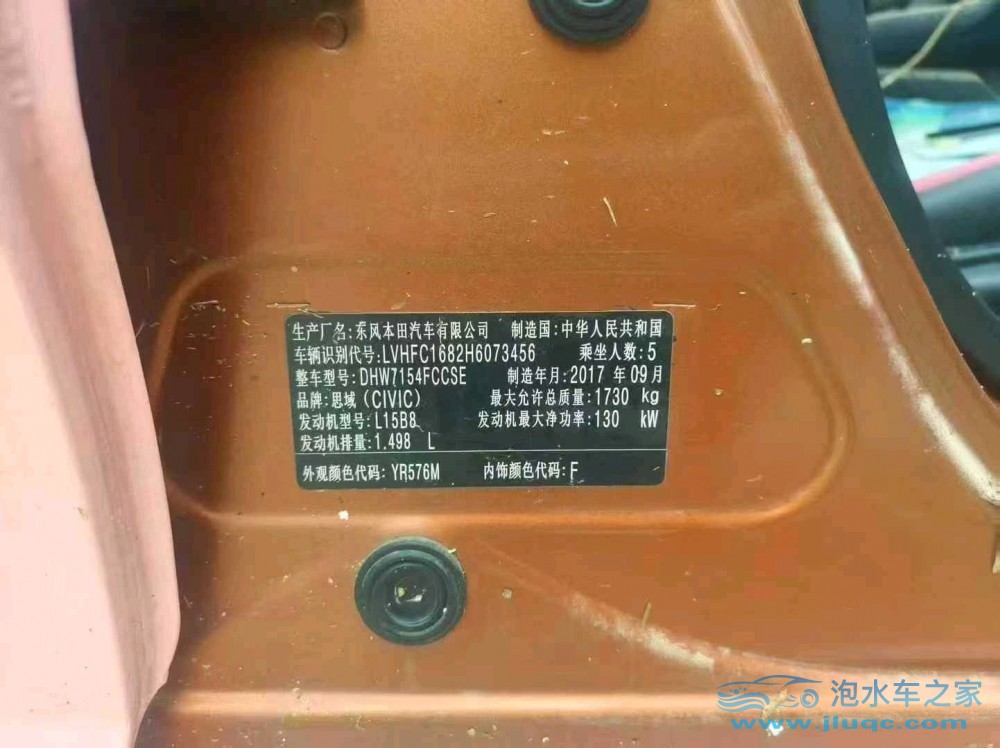 生产厂名:东风本田汽车有限公司 制造国:中华人民共和国
车辆识别代号:LVHFC1682H6073456 乘坐人数:5
整车型号:DHW7154FCCSE 制造年月:2017 年 09 月
品牌:思域(CIVIC) 最大允许总质量:1730 kg
发动机型号:L15B8 发动机最大净功率:130 kW
发动机排量:1.498 L
外观颜色代码: YR576M 内饰颜色代码:F
泡水车之家
www.jluqc.com